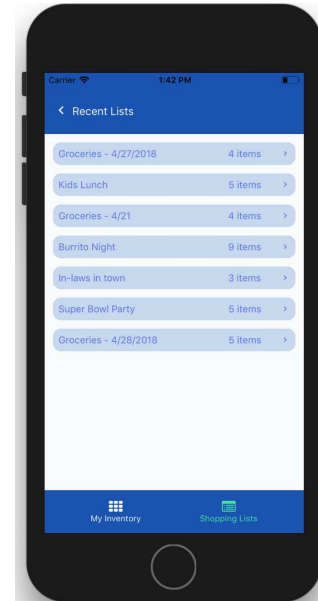 Carrier 1:42 PM
Recent Lists
Groceries - 4/27/2018 4 items
Kids Lunch 5 items
Groceries - 4/21 4 items
Burrito Night 9 items
In-laws in town 3 items
Super Bowl Party 5 items
Groceries - 4/28/2018 5 items
My Inventory Shopping Lists